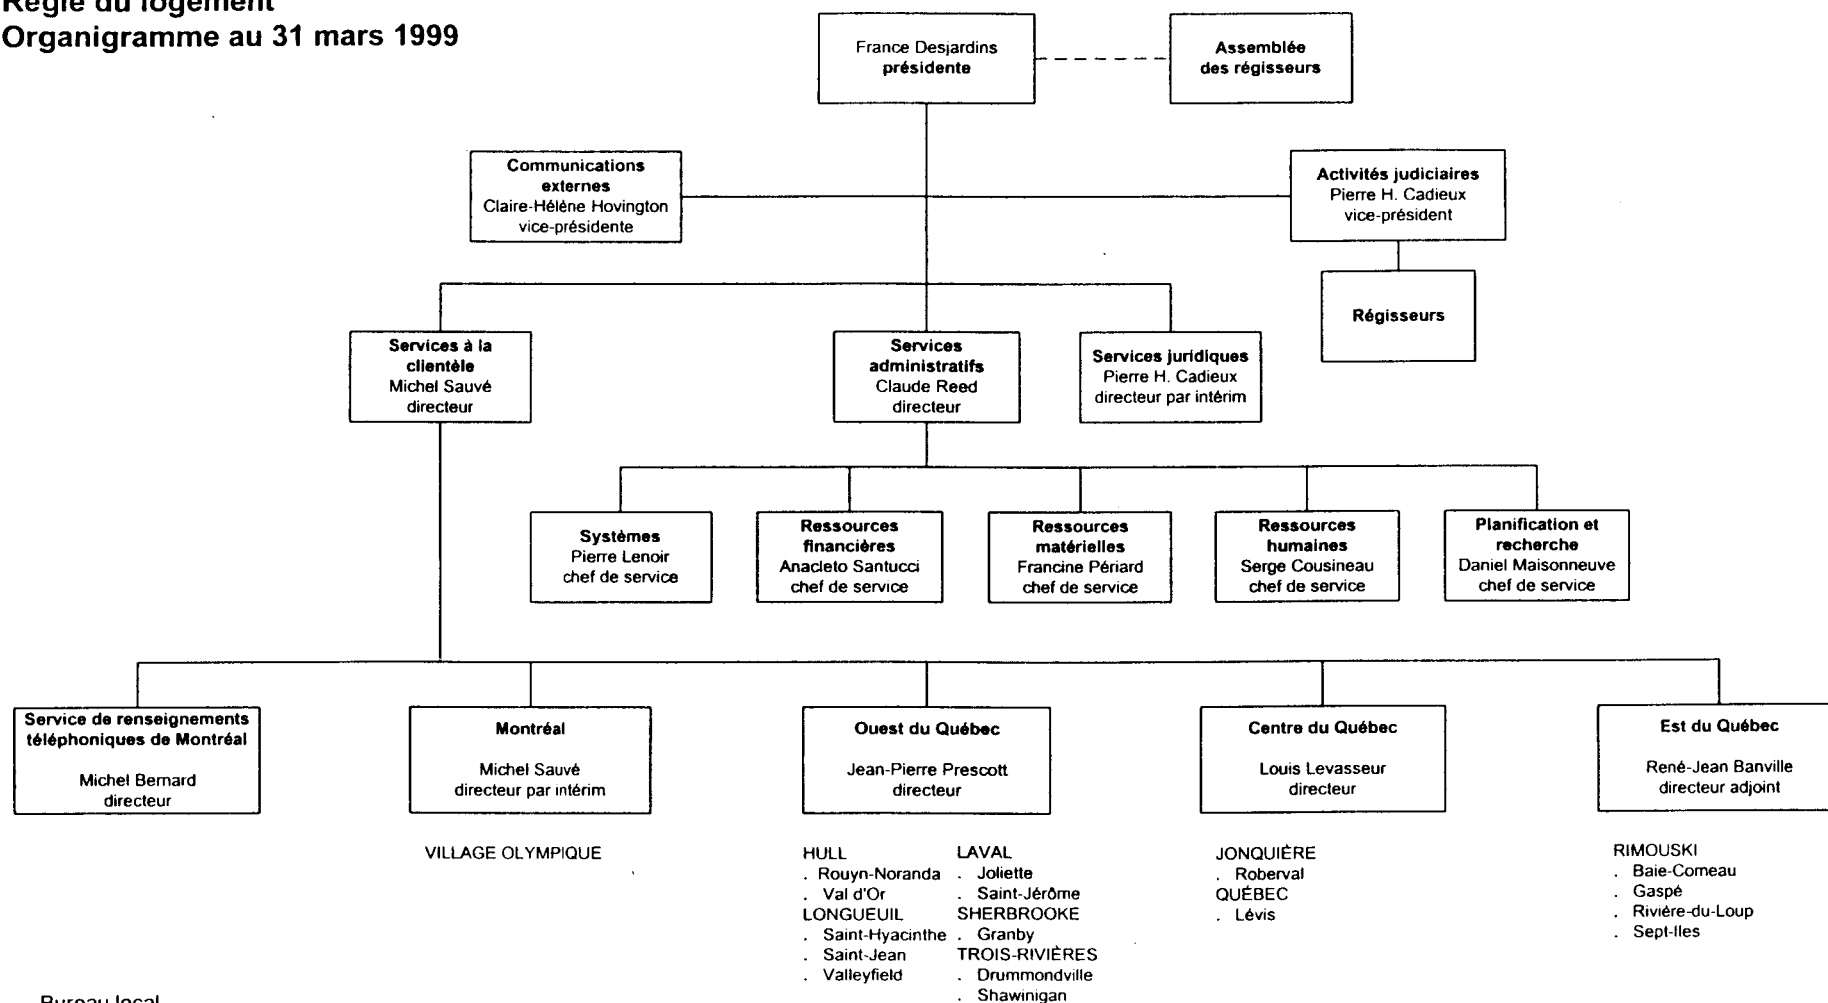 Régie du logement
Organigramme au 31 mars 1999
France Desjardins
présidente
Assemblée
des régisseurs
Communications
externes
Claire-Hélène Hovington
vice-présidente
Activités judiciaires
Pierre H. Cadieux
vice-président
Régisseurs
Services à la
clientèle
Michel Sauvé
directeur
Services
administratifs
Claude Reed
directeur
Services juridiques
Pierre H. Cadieux
directeur par intérim
Systèmes
Pierre Lenoir
chef de service
Ressources
financières
Anacleto Santucci
chef de service
Ressources
matérielles
Francine Périard
chef de service
Ressources
humaines
Serge Cousineau
chef de service
Planification et
recherche
Daniel Maisonneuve
chef de service
Service de renseignements
téléphoniques de Montréal
Michel Bernard
directeur
Montréal
Michel Sauvé
directeur par intérim
Ouest du Québec
Jean-Pierre Prescott
directeur
Centre du Québec
Louis Levasseur
directeur
Est du Québec
René-Jean Banville
directeur adjoint
VILLAGE OLYMPIQUE
HULL
. Rouyn-Noranda
. Val d'Or
LONGUEUIL
. Saint-Hyacinthe
. Saint-Jean
. Valleyfield
LAVAL
. Joliette
. Saint-Jérôme
SHERBROOKE
. Granby
TROIS-RIVIÈRES
. Drummondville
. Shawinigan
JONQUIÈRE
. Roberval
QUÉBEC
. Lévis
RIMOUSKI
. Baie-Comeau
. Gaspé
. Rivière-du-Loup
. Sept-Iles
Bureau local